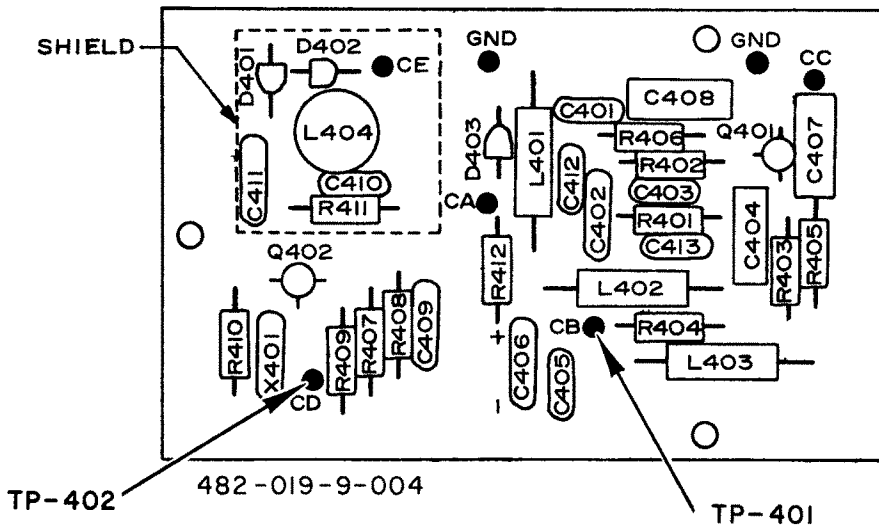 SHIELD
D401
D402
CE
L404
C411
C410
R411
GND
D403
L401
CA
C401
C408
R406
R402
C412
C402
C403
R401
C413
GND
CC
Q401
C407
C404
R403
R405
Q402
R412
L402
R410
X401
R409
R407
R408
C409
CD
+
C406
-
C405
CB
R404
L403
482-019-9-004
TP-402
TP-401